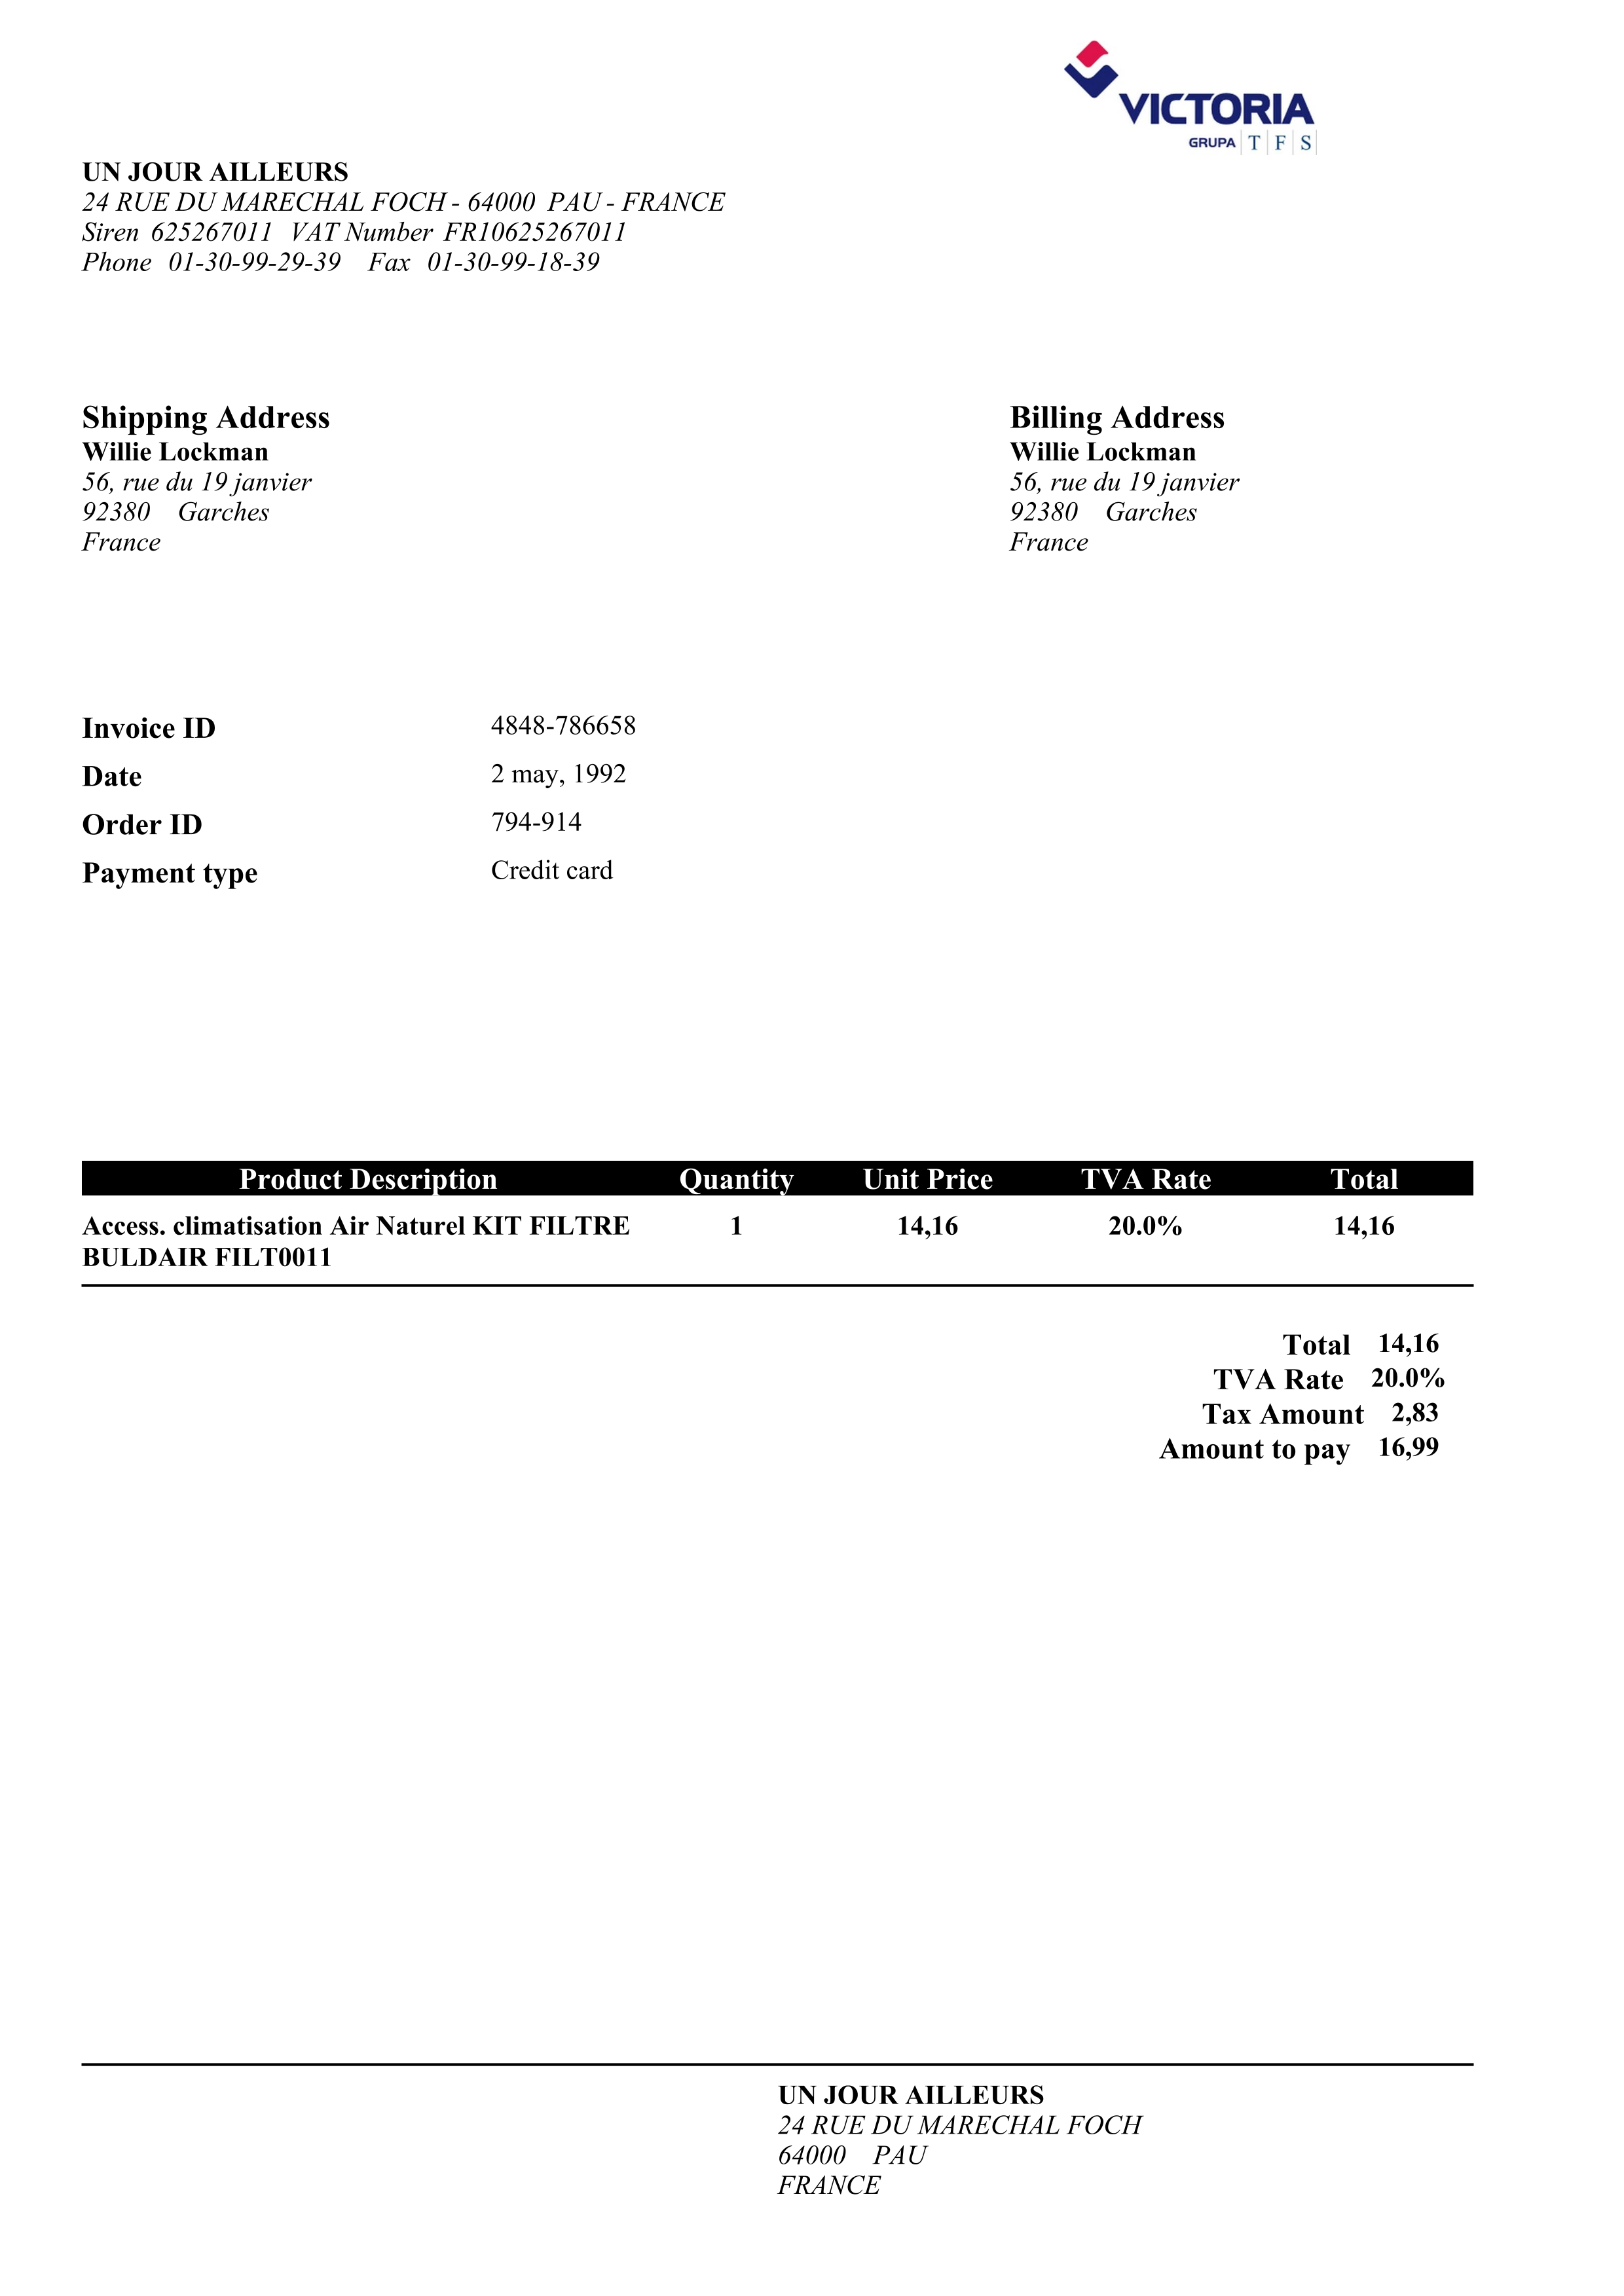 VICTORIA
GRUPA T F S
UN JOUR AILLEURS
24 RUE DU MARECHAL FOCH - 64000 PAU - FRANCE
Siren 625267011 VAT Number FR10625267011
Phone 01-30-99-29-39 Fax 01-30-99-18-39
Shipping Address
Willie Lockman
56, rue du 19 janvier
92380 Garches
France
Billing Address
Willie Lockman
56, rue du 19 janvier
92380 Garches
France
Invoice ID 4848-786658
Date 2 may, 1992
Order ID 794-914
Payment type Credit card
Product Description Quantity Unit Price TVA Rate Total
Access. climatisation Air Naturel KIT FILTRE 1 14,16 20.0% 14,16
BULDAIR FILT0011
Total 14,16
TVA Rate 20.0%
Tax Amount 2,83
Amount to pay 16,99
UN JOUR AILLEURS
24 RUE DU MARECHAL FOCH
64000 PAU
FRANCE